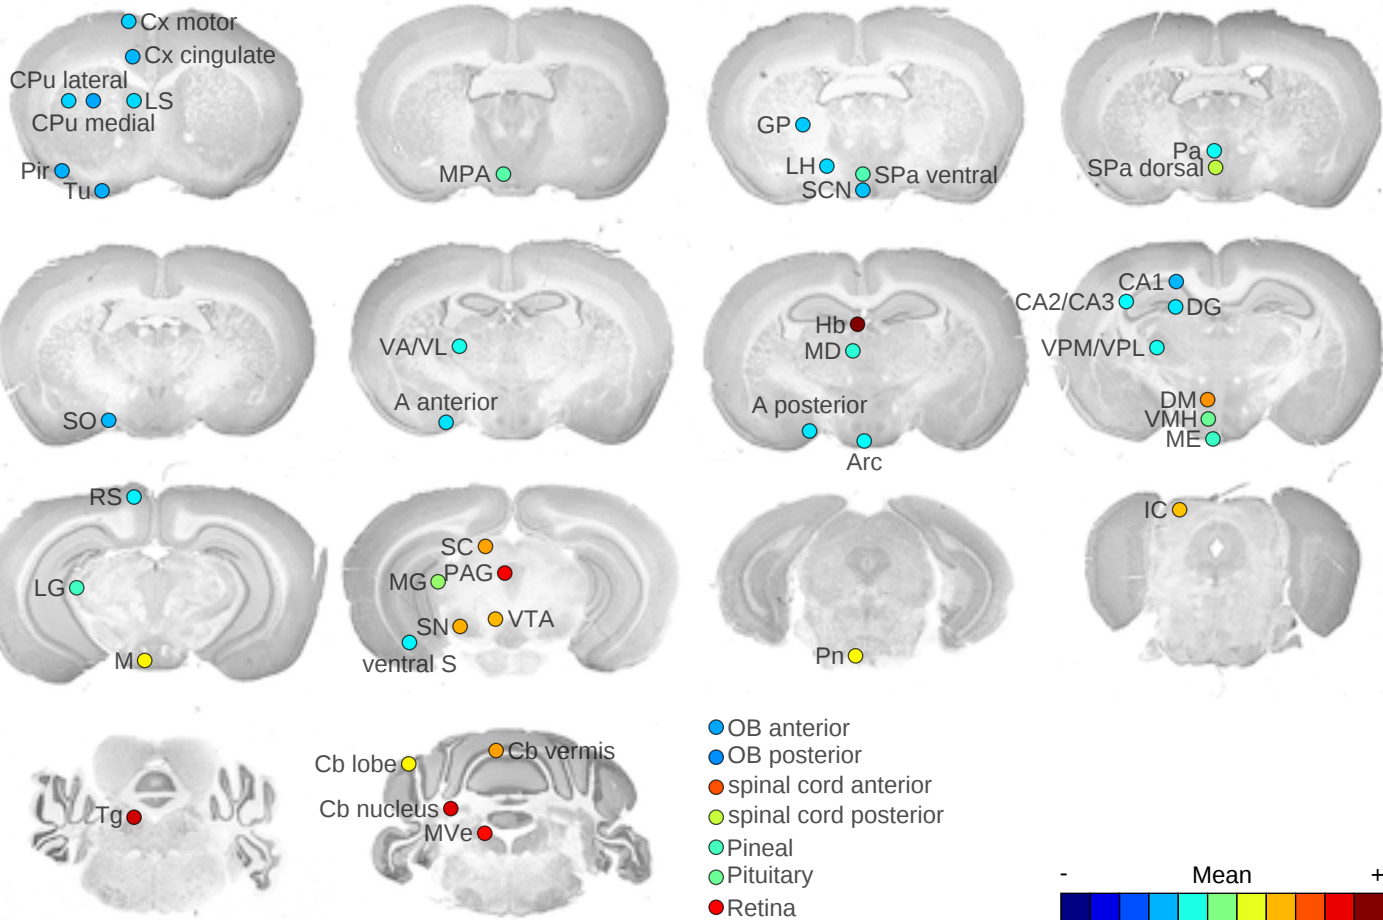 Cx motor
Cx cingulate
CPu lateral
LS
CPu medial
Pir
Tu
MPA
GP
LH
SPa ventral
SCN
Pa
SPa dorsal
SO
VA/VL
A anterior
Hb
MD
A posterior
Arc
CA1
CA2/CA3
DG
VPM/VPL
DM
VMH
ME
RS
LG
M
SC
MG
PAG
SN
VTA
ventral S
Pn
IC
Tg
Cb lobe
Cb vermis
Cb nucleus
MVe
OB anterior
OB posterior
spinal cord anterior
spinal cord posterior
Pineal
Pituitary
Retina
- Mean +